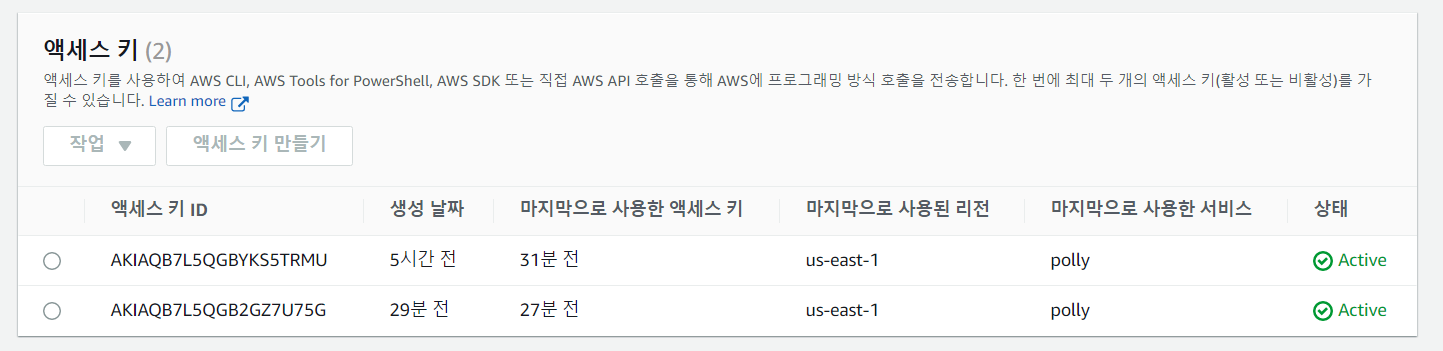 액세스 키 (2)
액세스 키를 사용하여 AWS CLI, AWS Tools for PowerShell, AWS SDK 또는 직접 AWS API 호출을 통해 AWS에 프로그래밍 방식 호출을 전송합니다. 한 번에 최대 두 개의 액세스 키(활성 또는 비활성)를 가
질 수 있습니다. Learn more
작업 액세스 키 만들기
액세스 키 ID 생성 날짜 마지막으로 사용한 액세스 키 마지막으로 사용된 리전 마지막으로 사용한 서비스 상태
AKIAQB7L5QGBYKS5TRMU 5시간 전 31분 전 us-east-1 polly Active
AKIAQB7L5QGB2GZ7U75G 29분 전 27분 전 us-east-1 polly Active